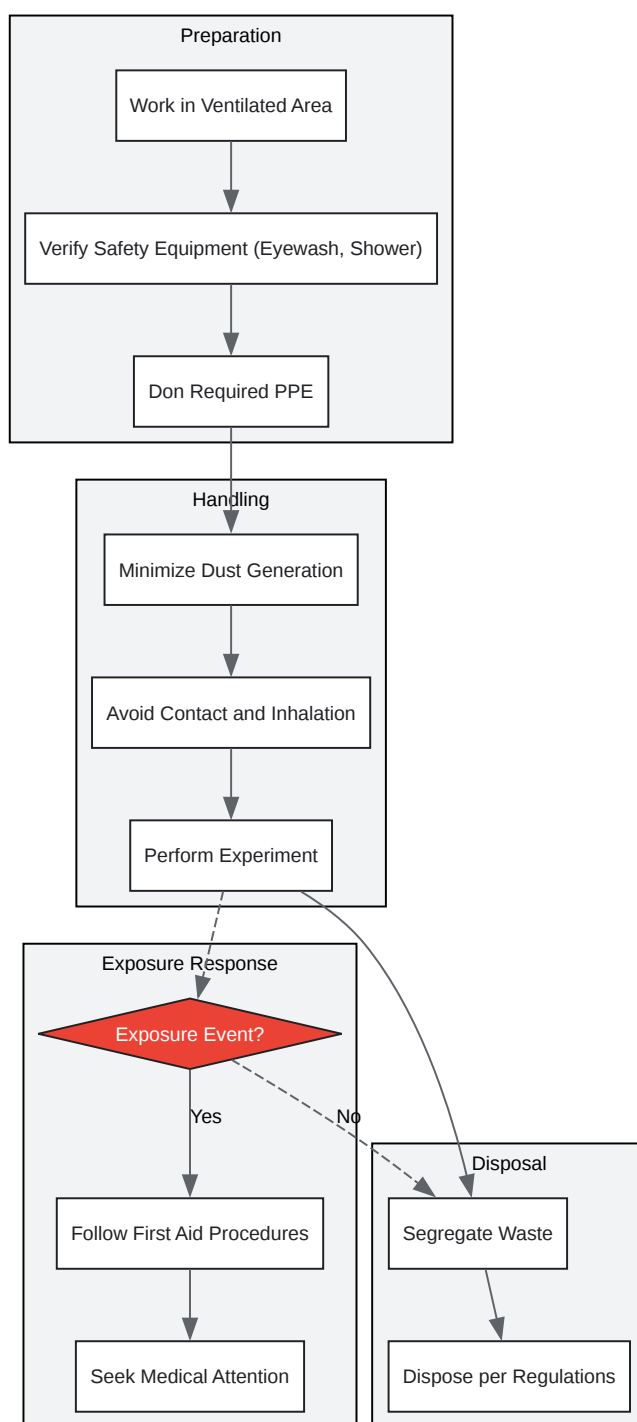 Preparation
Work in Ventilated Area
Verify Safety Equipment (Eyewash, Shower)
Don Required PPE
Handling
Minimize Dust Generation
Avoid Contact and Inhalation
Perform Experiment
Exposure Response
Exposure Event?
Yes
No
Disposal
Follow First Aid Procedures
Segregate Waste
Seek Medical Attention
Dispose per Regulations